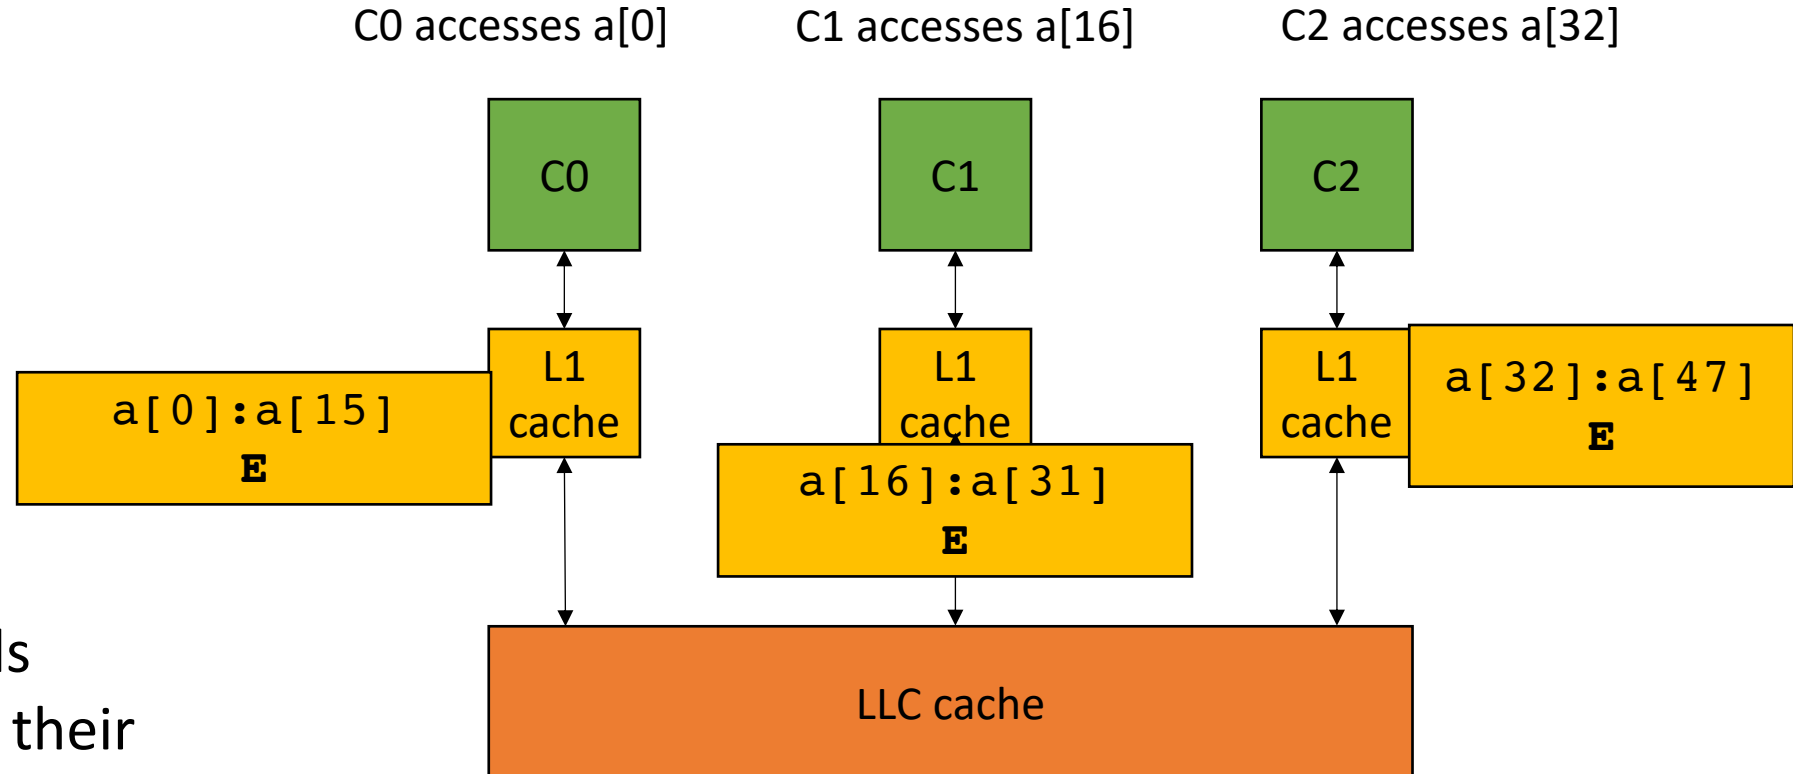 C0 accesses a[0]
C1 accesses a[16]
C2 accesses a[32]
C0
C1
C2
L1
cache
L1
cache
L1
cache
a[0]:a[15]
E
a[16]:a[31]
E
a[32]:a[47]
E
their
LLC cache